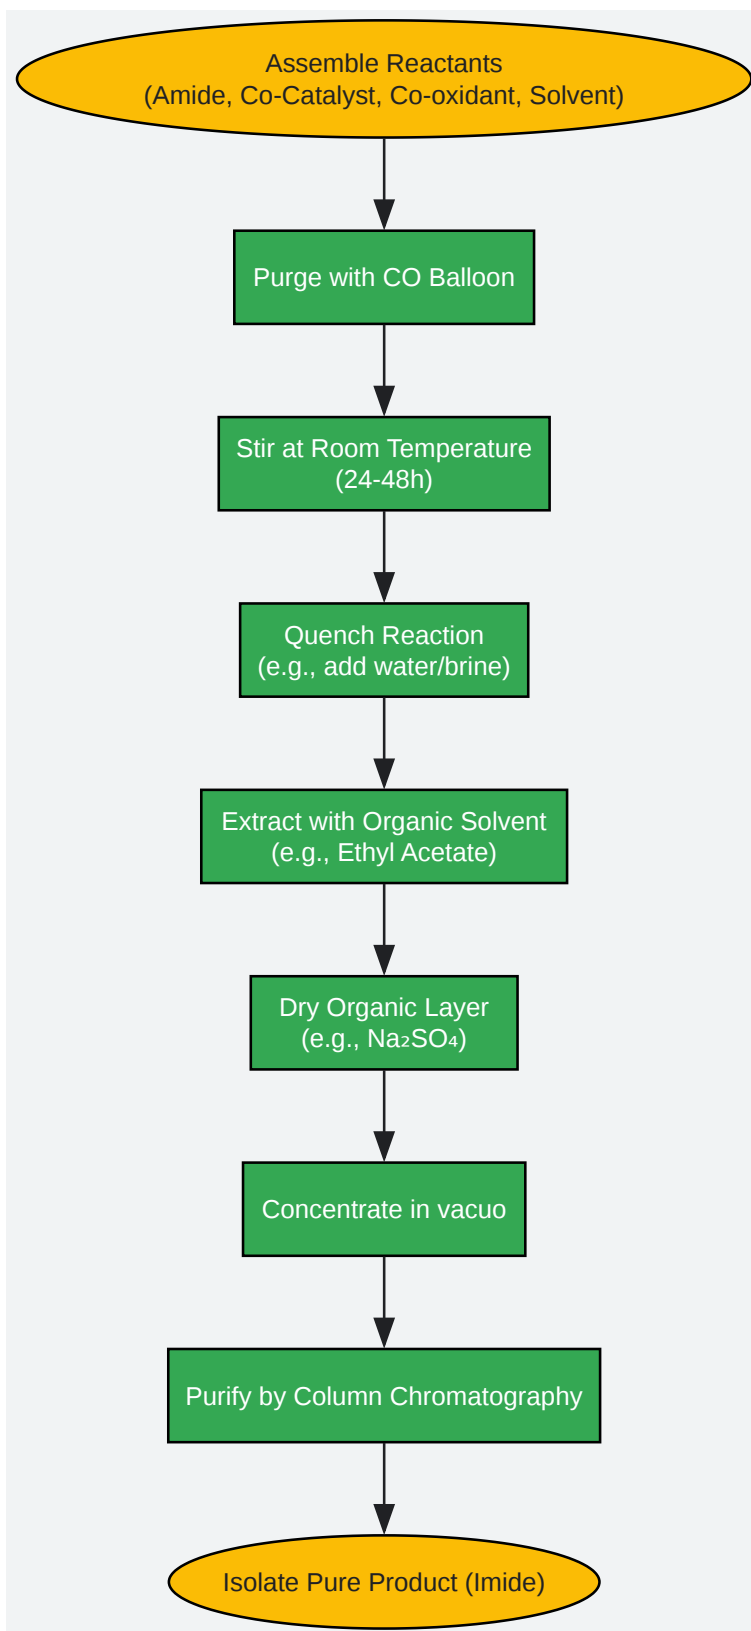 Assemble Reactants
(Amide, Co-Catalyst, Co-oxidant, Solvent)
Purge with CO Balloon
Stir at Room Temperature
(24-48h)
Quench Reaction
(e.g., add water/brine)
Extract with Organic Solvent
(e.g., Ethyl Acetate)
Dry Organic Layer
(e.g., Na₂SO₄)
Concentrate in vacuo
Purify by Column Chromatography
Isolate Pure Product (Imide)